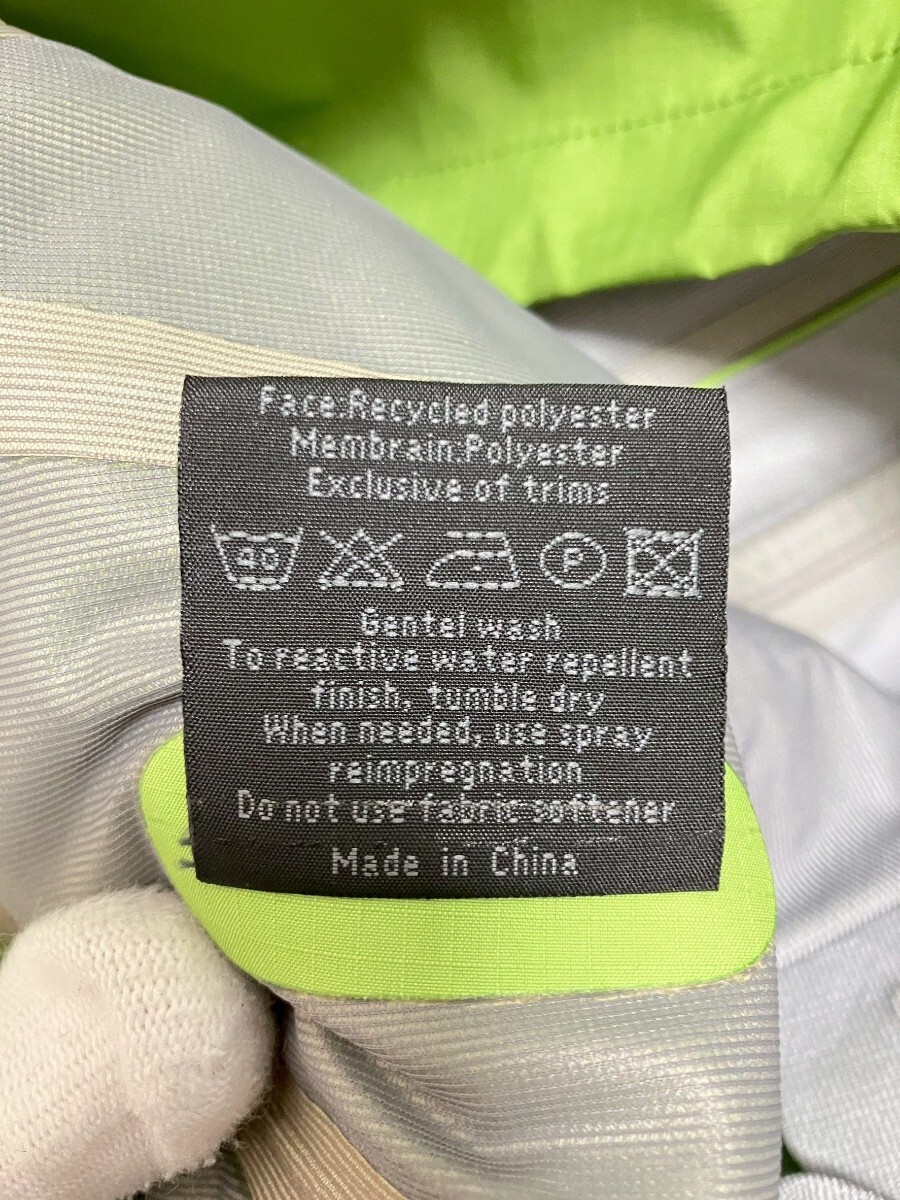 Face:Recycled polyester
Membrain:Polyester
Exclusive of trims
40 P
Gentel wash
To reactive water repellent
finish, tumble dry
When needed, use spray
reimpregnation
Do not use fabric softener
Made in China